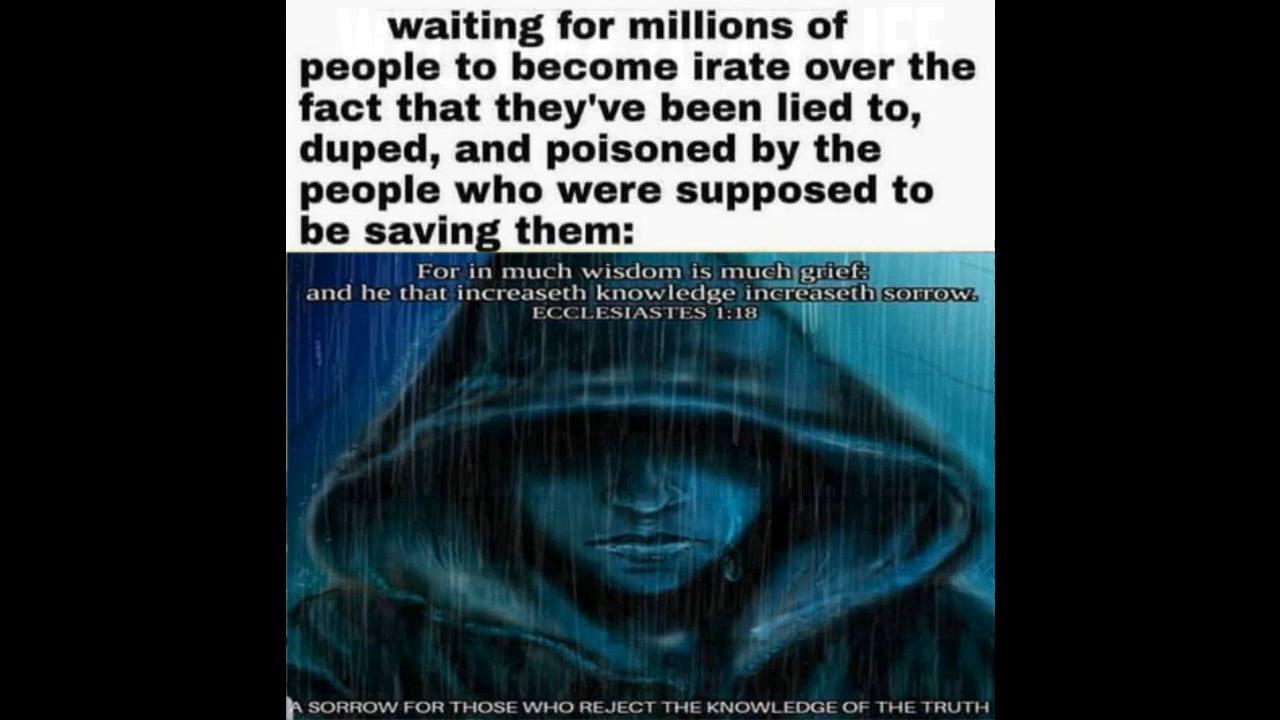 waiting for millions of
people to become irate over the
fact that they've been lied to,
duped, and poisoned by the
people who were supposed to
be saving them:
For in much wisdom is much grief:
and he that increaseth knowledge increaseth sorrow.
ECCLESIASTES 1:18
A SORROW FOR THOSE WHO REJECT THE KNOWLEDGE OF THE TRUTH